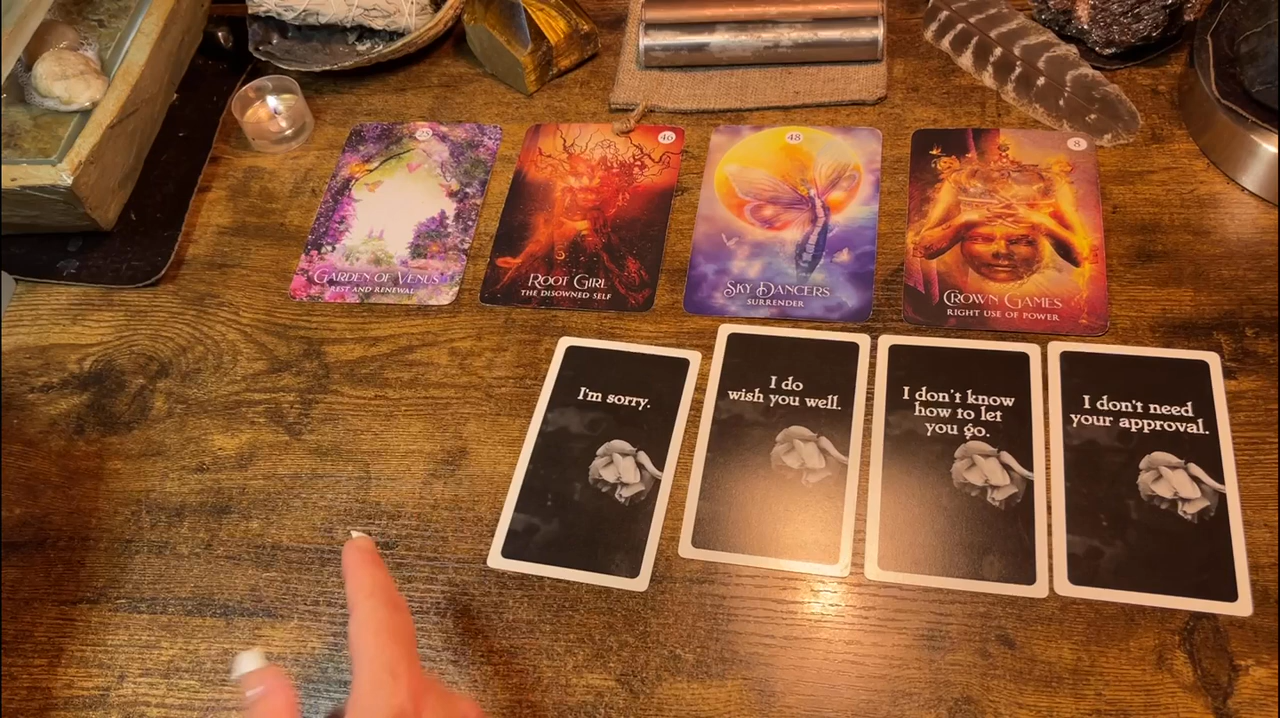 25
GARDEN OF VENUS
REST AND RENEWAL
46
ROOT GIRL
THE DISOWNED SELF
48
SKY DANCERS
SURRENDER
8
CROWN GAMES
RIGHT USE OF POWER
I'm sorry.
I do
wish you well.
I don't know
how to let
you go.
I don't need
your approval.